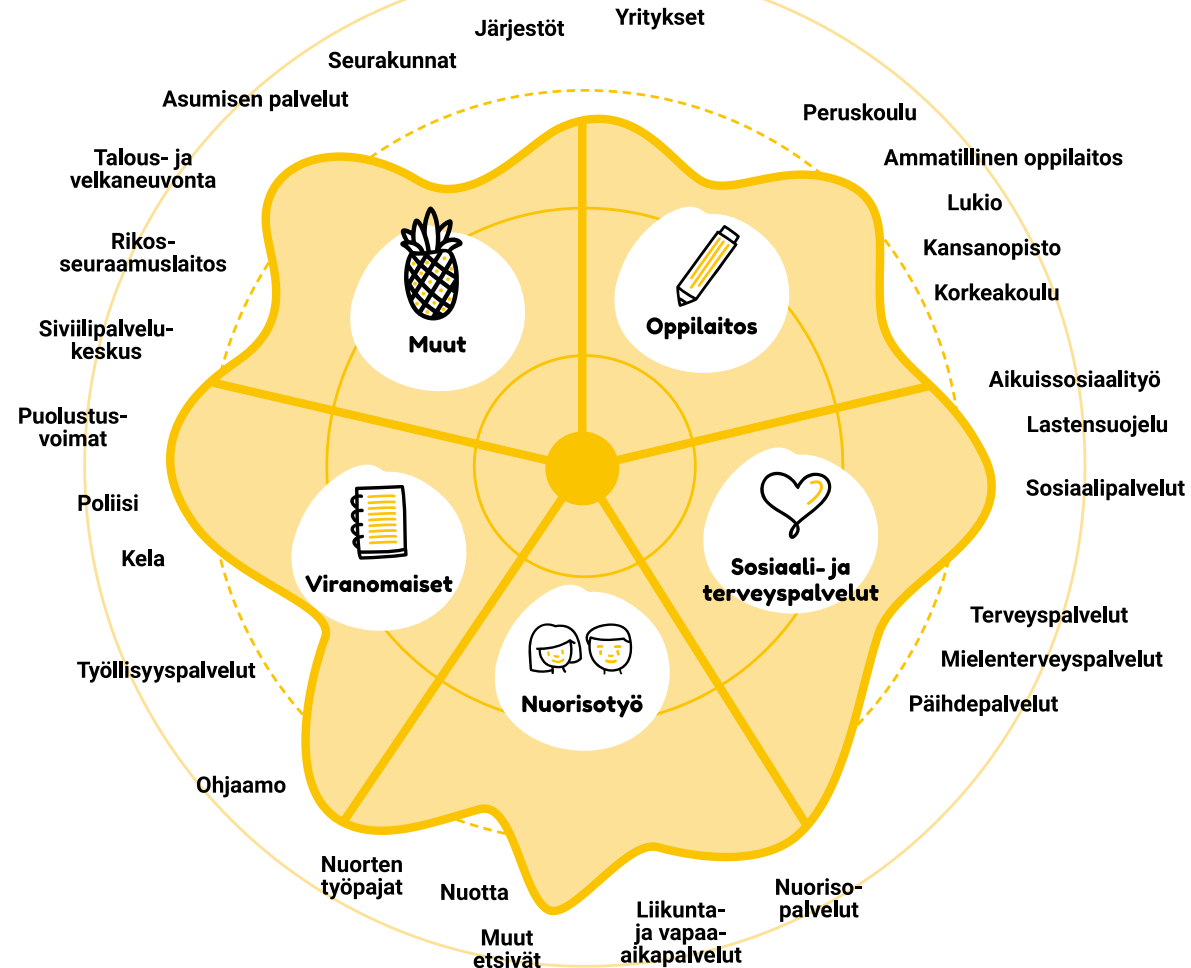 Yritykset
Järjestöt
Seurakunnat
Asumisen palvelut
Talous- ja
velkaneuvonta
Rikos-
seuraamuslaitos
Siviilipalvelu-
keskus
Puolustus-
voimat
Poliisi
Kela
Työllisyyspalvelut
Ohjaamo
Nuorten
työpajat
Nuotta
Muut
etsivät
Liikunta-
ja vapaa-
aikapalvelut
Nuoriso-
palvelut
Peruskoulu
Ammatillinen oppilaitos
Lukio
Kansanopisto
Korkeakoulu
Aikuissosiaalityö
Lastensuojelu
Sosiaalipalvelut
Terveyspalvelut
Mielenterveyspalvelut
Päihdepalvelut
Muut
Oppilaitos
Viranomaiset
Sosiaali- ja
terveyspalvelut
Nuorisotyö